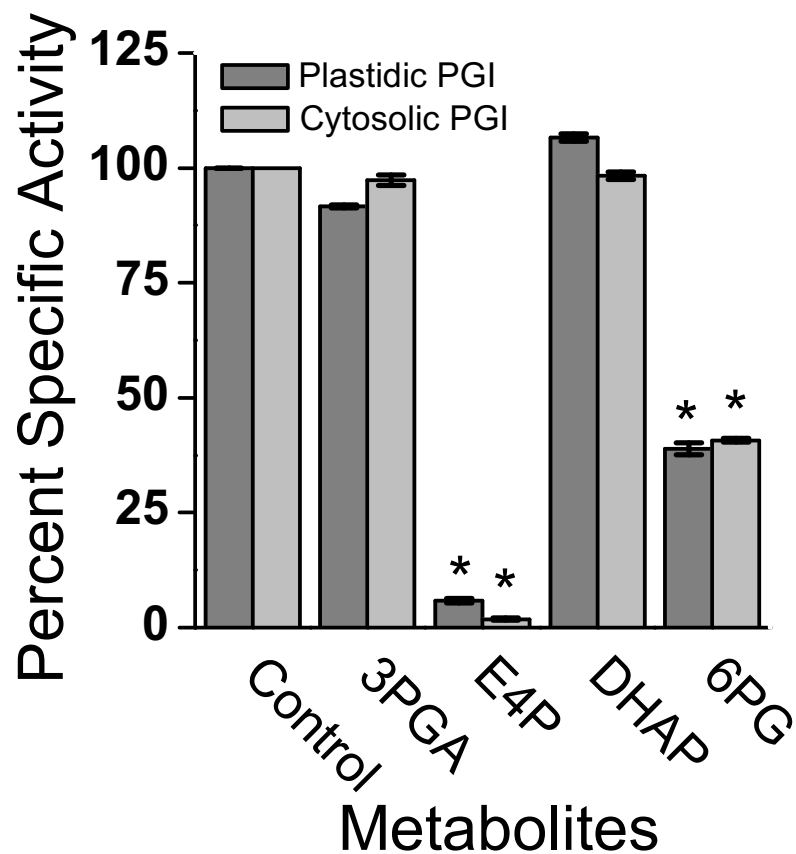 Percent Specific Activity
125
100
75
50
25
0
Plastidic PGI
Cytosolic PGI
* * * *
Control
3PGA
E4P
DHAP
6PG
Metabolites